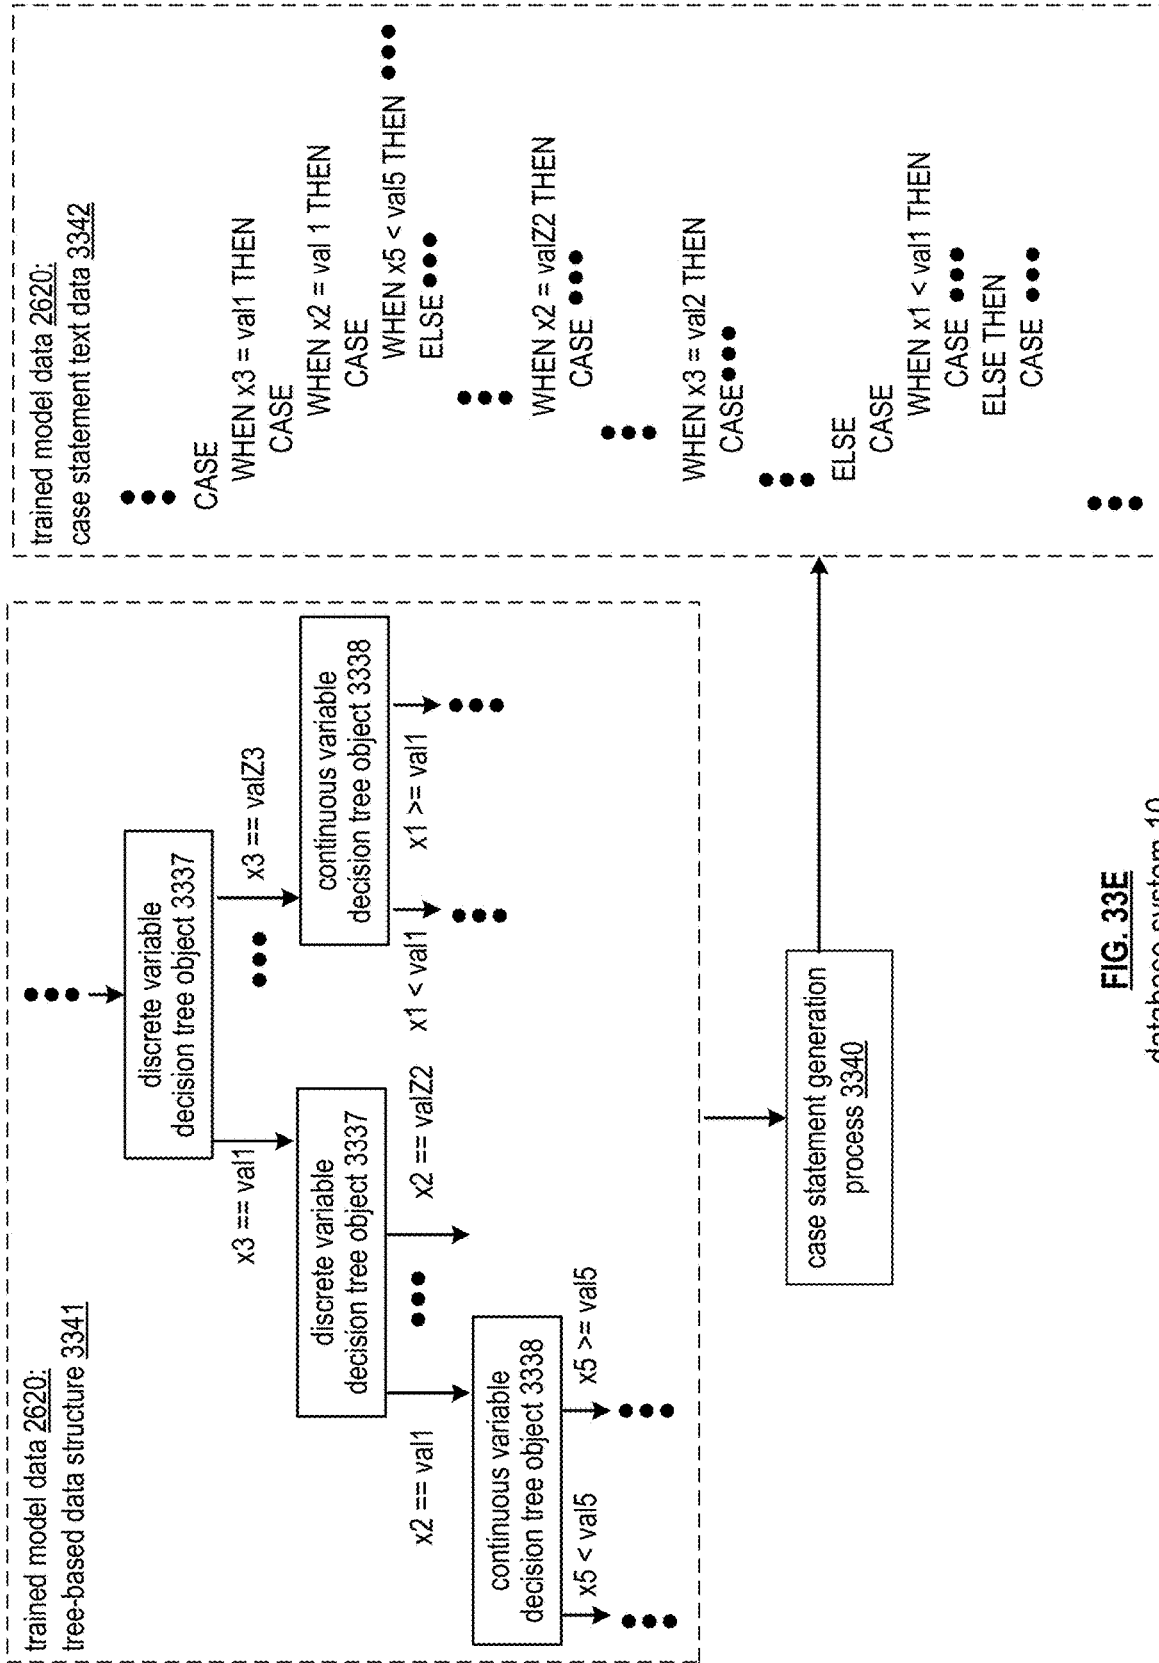 trained model data 2620:
tree-based data structure 3341
discrete variable
decision tree object 3337
x3 == val1
x3 == valZ3
discrete variable
decision tree object 3337
continuous variable
decision tree object 3338
x2 == val1
x2 == valZ2
x1 < val1
x1 >= val1
continuous variable
decision tree object 3338
x5 < val5
x5 >= val5
case statement generation
process 3340
trained model data 2620:
case statement text data 3342
CASE
WHEN x3 = val1 THEN
CASE
WHEN x2 = val 1 THEN
CASE
WHEN x5 < val5 THEN
ELSE
WHEN x2 = valZ2 THEN
CASE
WHEN x3 = val2 THEN
CASE
ELSE
CASE
WHEN x1 < val1 THEN
CASE
ELSE THEN
CASE
FIG. 33E
database system 10